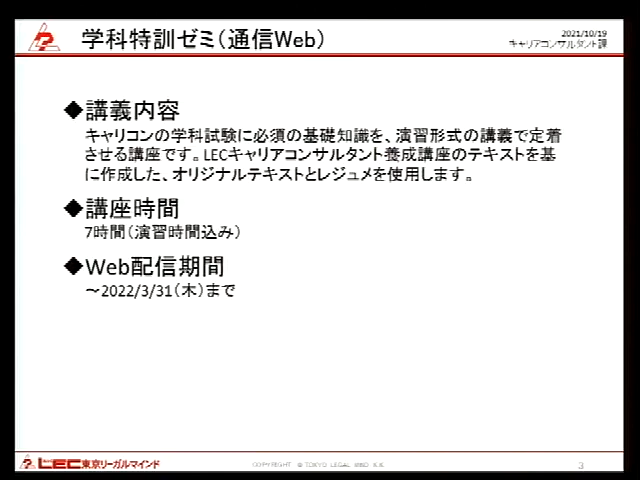 学科特訓ゼミ(通信Web)
2021/10/19
キャリアコンサルタント課
◆講義内容
キャリコンの学科試験に必須の基礎知識を、演習形式の講義で定着
させる講座です。LECキャリアコンサルタント養成講座のテキストを基
に作成した、オリジナルテキストとレジュメを使用します。
◆講座時間
7時間(演習時間込み)
◆Web配信期間
～2022/3/31(木)まで
LEC東京リーガルマインド
COPYRIGHT © TOKYO LEGAL MIND K.K.
3